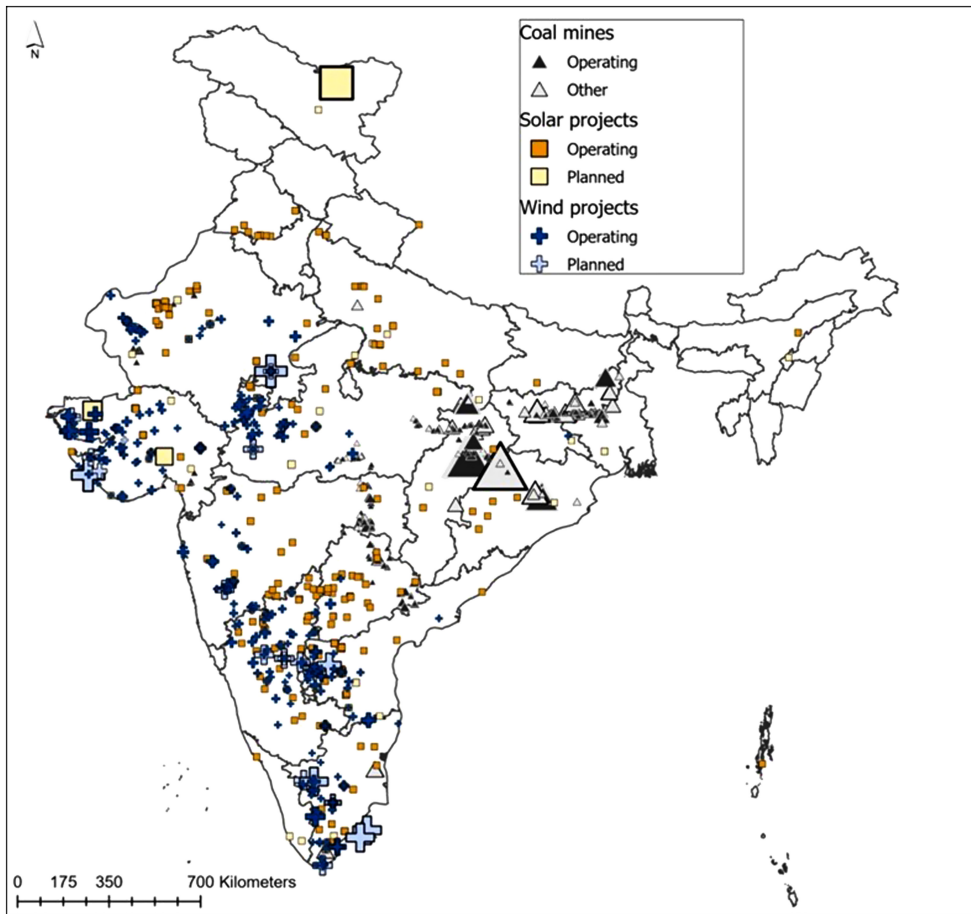 N
Coal mines
Operating
Other
Solar projects
Operating
Planned
Wind projects
Operating
Planned
0 175 350 700 Kilometers